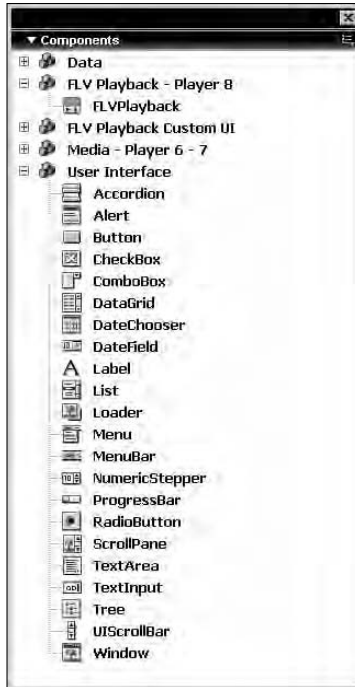 Components
Data
FLV Playback - Player 8
FLVPlayback
FLV Playback Custom UI
Media - Player 6 - 7
User Interface
Accordion
Alert
Button
CheckBox
ComboBox
DataGrid
DateChooser
DateField
Label
List
Loader
Menu
MenuBar
NumericStepper
ProgressBar
RadioButton
ScrollPane
TextArea
TextInput
Tree
UIScrollBar
Window